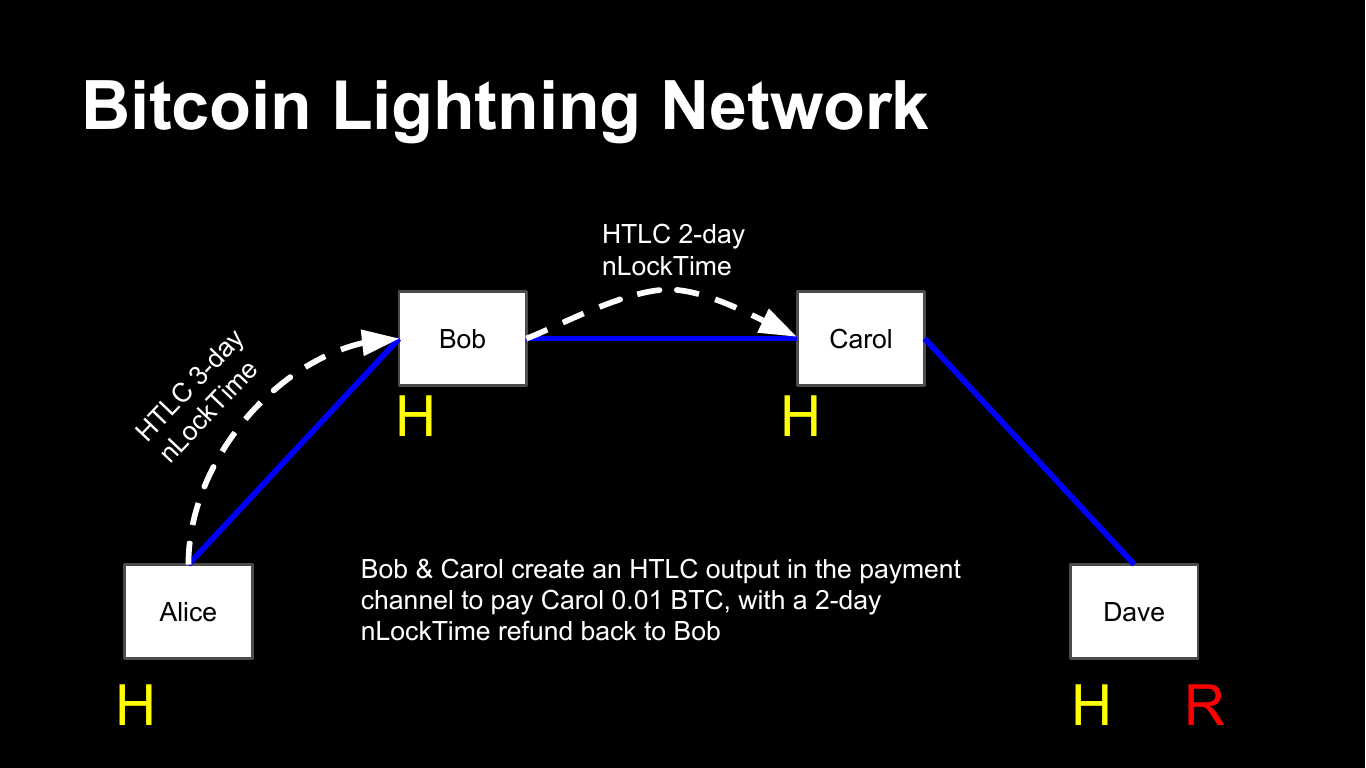 Bitcoin Lightning Network
HTLC 2-day
nLockTime
HTLC 3-day
nLockTime
Bob
Carol
H
H
Bob & Carol create an HTLC output in the payment
channel to pay Carol 0.01 BTC, with a 2-day
nLockTime refund back to Bob
Alice
Dave
H
H
R